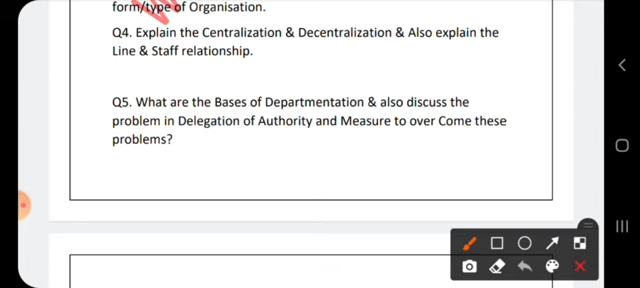 form/type of Organisation.
Q4. Explain the Centralization & Decentralization & Also explain the
Line & Staff relationship.
Q5. What are the Bases of Departmentation & also discuss the
problem in Delegation of Authority and Measure to over Come these
problems?